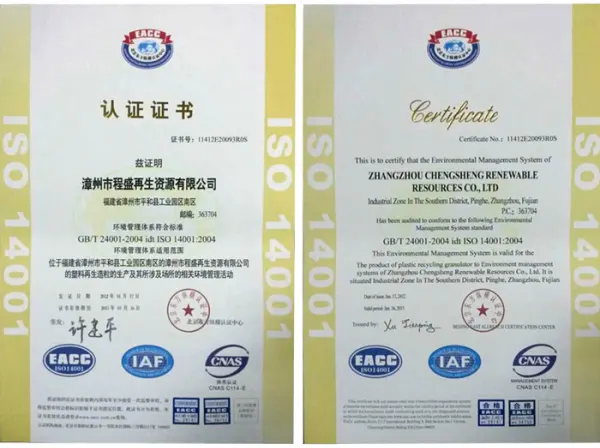 EACC
认证证书
证书号: 11412E20093R0S
兹证明
漳州市程盛再生资源有限公司
福建省漳州市平和县工业园区南区
邮编: 363704
环境管理体系符合标准
GB/T 24001-2004 idt ISO 14001:2004
环境管理体系适用范围
位于福建省漳州市平和县工业园区南区的漳州市程盛再生资源有限公司
的塑料再生造粒的生产及其所涉及场所的相关环境管理活动
签发:
EACC
ISO14001
IAF
CNAS
CNAS C114-E
ISO 14001
EACC
Certificate
Certificate No.: 11412E20093R0S
This is to certify that the Environmental Management System of
ZHANGZHOU CHENGSHENG RENEWABLE
RESOURCES CO., LTD
Industrial Zone In The Southern District, Pinghe, Zhangzhou, Fujian
P.C.: 363704
Has been audited to conform to the following Environmental
Management System standard
GB/T 24001-2004 idt ISO 14001:2004
This Environmental Management System is valid for the
The product of plastic recycling granulator to Environment management
systems of Zhangzhou Chengsheng Renewable Resources Co., Ltd. It is
situated Industrial Zone In The Southern District, Pinghe, Zhangzhou, Fujian
Issued by:
EACC
ISO14001
IAF
CNAS
MANAGEMENT SYSTEM
CNAS C114-E
ISO 14001